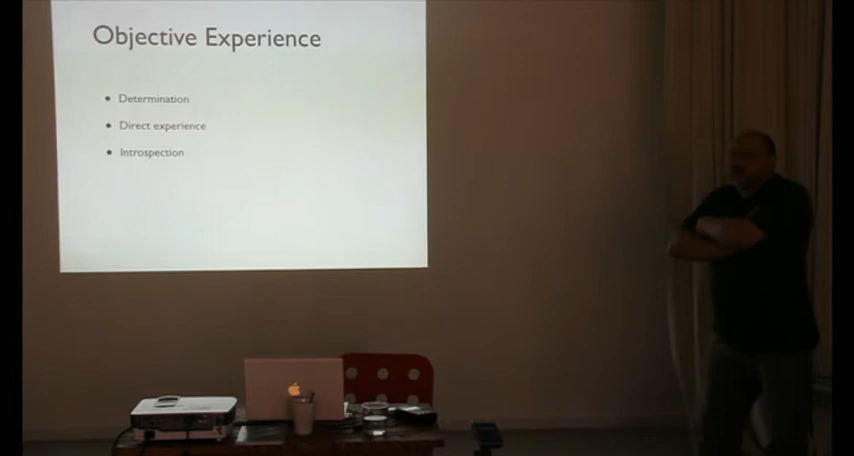 Objective Experience
• Determination
• Direct experience
• Introspection